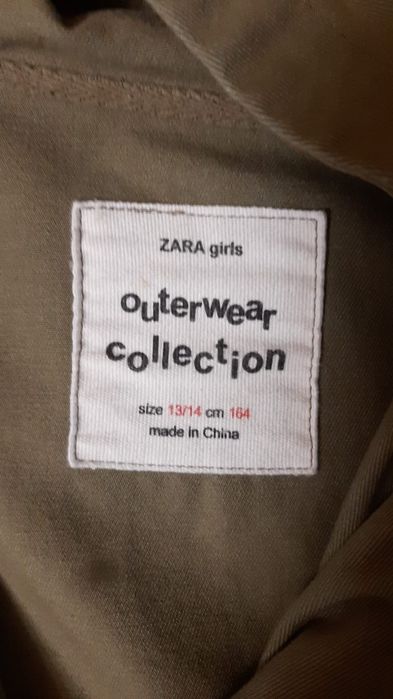 ZARA girls
outerwear
collection
size 13/14 cm 164
made in China